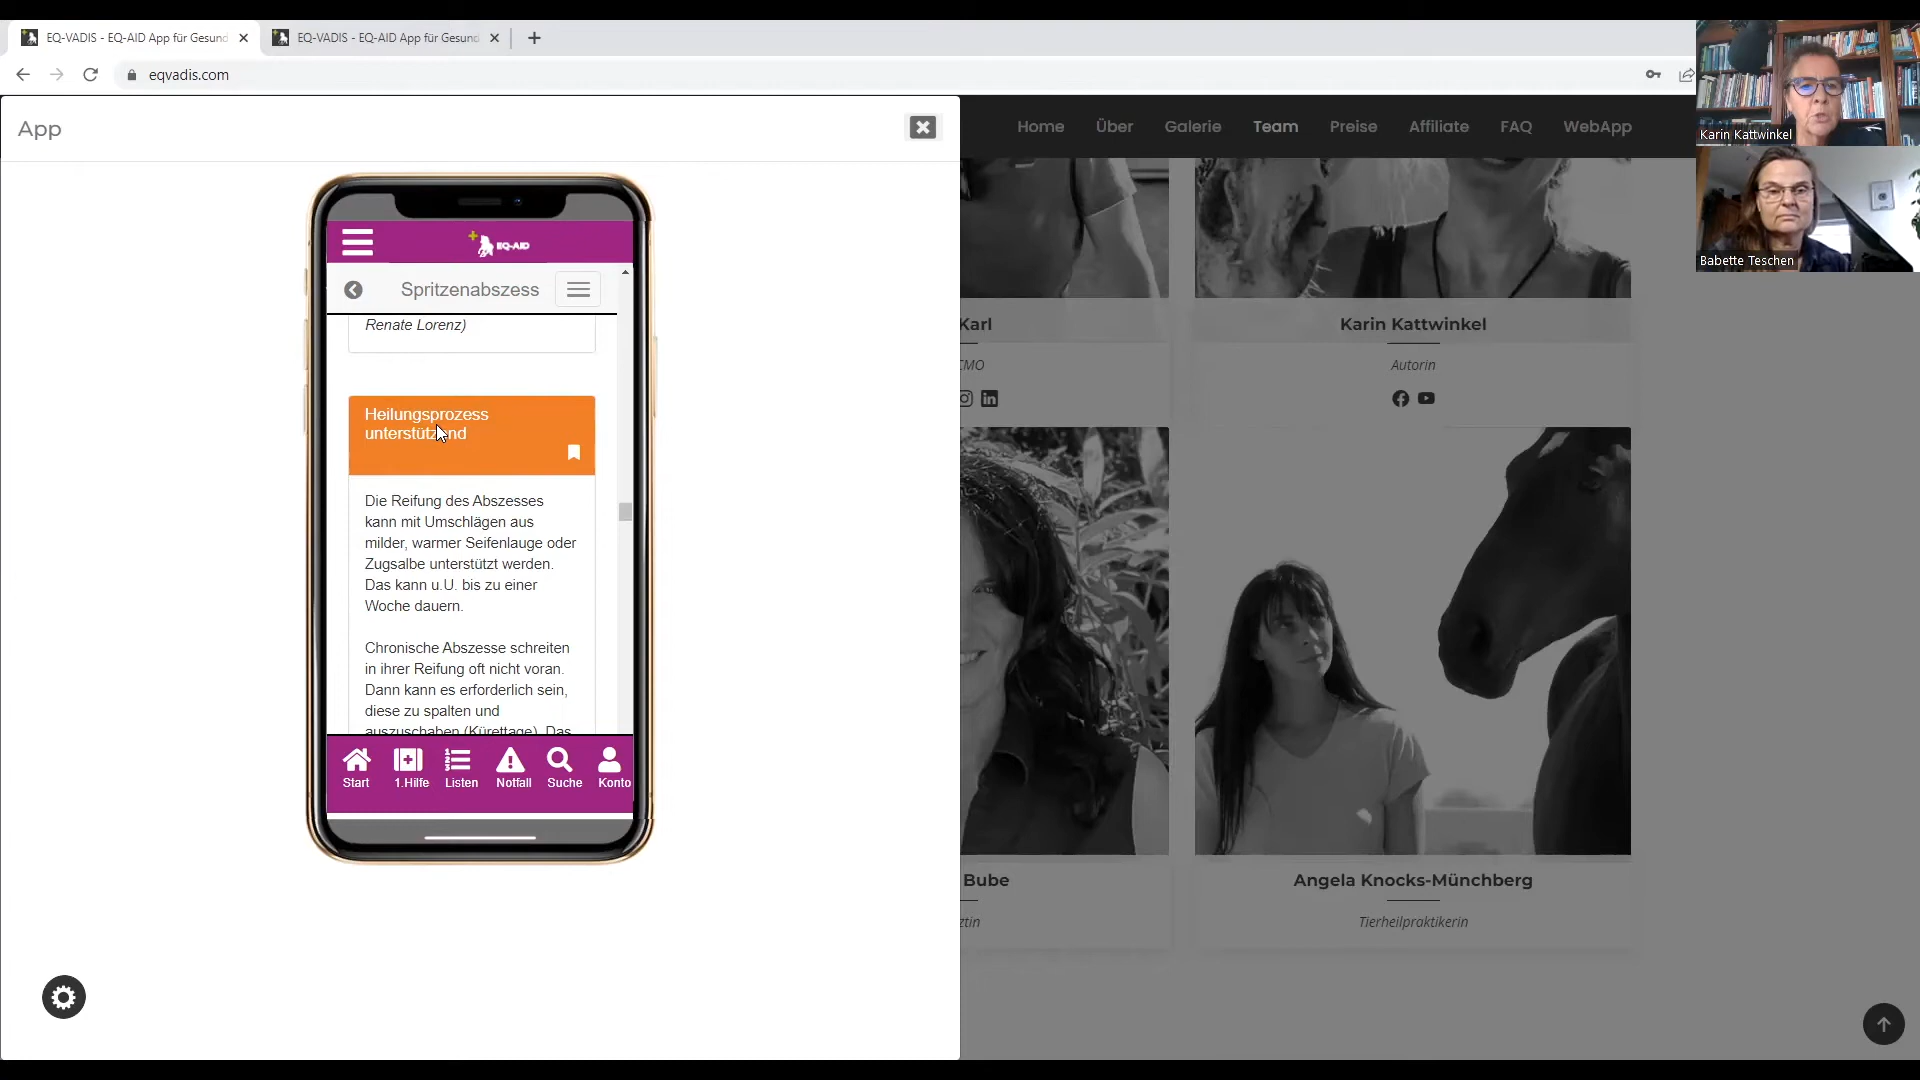 EQ-VADIS - EQ-AID App für Gesund
EQ-VADIS - EQ-AID App für Gesund
eqvadis.com
App
Home Über Galerie Team Preise Affiliate FAQ WebApp
Karin Kattwinkel
Babette Teschen
EQ-AID
Spritzenabszess
Renate Lorenz)
Heilungsprozess
unterstützend
Die Reifung des Abszesses
kann mit Umschlägen aus
milder, warmer Seifenlauge oder
Zugsalbe unterstützt werden.
Das kann u.U. bis zu einer
Woche dauern.
Chronische Abszesse schreiten
in ihrer Reifung oft nicht voran.
Dann kann es erforderlich sein,
diese zu spalten und
auszuschaben (Kürettage). Das
Start 1.Hilfe Listen Notfall Suche Konto
Karl
CMO
Karin Kattwinkel
Autorin
Bube
Angela Knocks-Münchberg
Tierheilpraktikerin